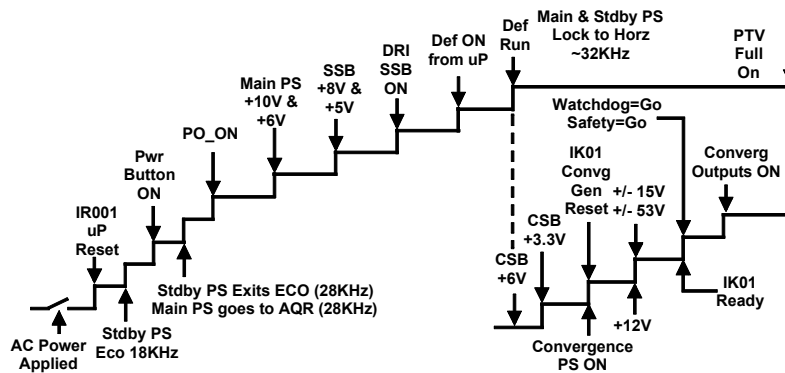 Main & Stdby PS
Lock to Horz
~32KHz
PTV
Full
On
Def
Run
Def ON
from uP
DRI
SSB
ON
SSB
+8V &
+5V
Main PS
+10V &
+6V
PO_ON
Pwr
Button
ON
IR001
uP
Reset
AC Power
Applied
Stdby PS
Eco 18KHz
Stdby PS Exits ECO (28KHz)
Main PS goes to AQR (28KHz)
Watchdog=Go
Safety=Go
IK01
Convg
Gen
Reset
+/- 15V
+/- 53V
Converg
Outputs ON
CSB
+3.3V
CSB
+6V
IK01
Ready
+12V
Convergence
PS ON